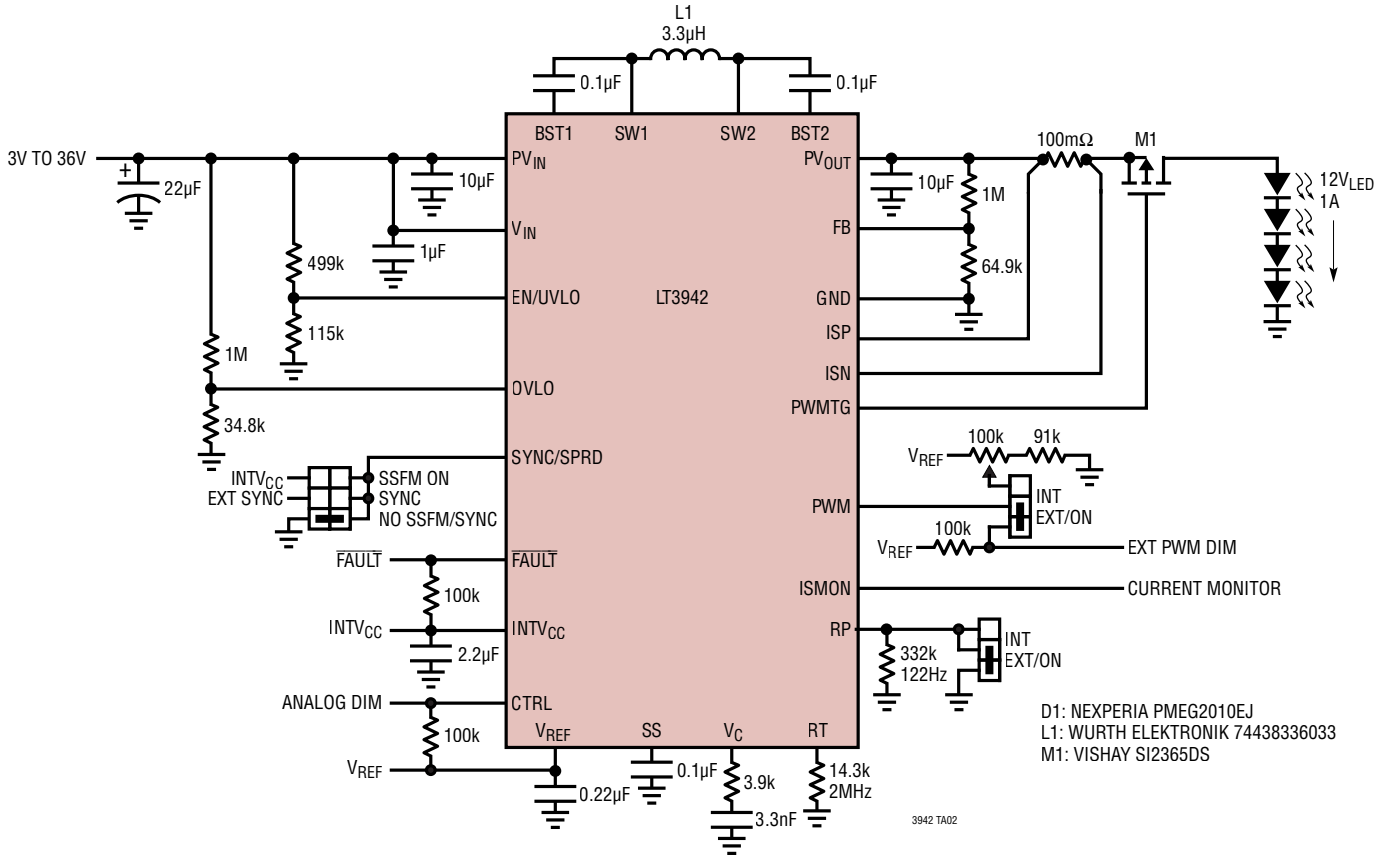 L1
3.3µH
0.1µF
0.1µF
BST1
SW1
SW2
BST2
3V TO 36V
PVIN
PVOUT
100mΩ
M1
+
22µF
10µF
10µF
1M
12VLED
1A
VIN
1µF
FB
499k
64.9k
EN/UVLO
LT3942
GND
115k
ISP
1M
ISN
OVLO
PWMTG
34.8k
100k
91k
VREF
SYNC/SPRD
INTVCC
SSFM ON
EXT SYNC
SYNC
NO SSFM/SYNC
INT
PWM
EXT/ON
100k
VREF
EXT PWM DIM
FAULT
FAULT
100k
ISMON
CURRENT MONITOR
INTVCC
INTVCC
RP
INT
2.2µF
332k
122Hz
EXT/ON
ANALOG DIM
CTRL
100k
VREF
SS
VC
RT
VREF
0.22µF
0.1µF
3.9k
3.3nF
14.3k
2MHz
D1: NEXPERIA PMEG2010EJ
L1: WURTH ELEKTRONIK 74438336033
M1: VISHAY SI2365DS
3942 TA02